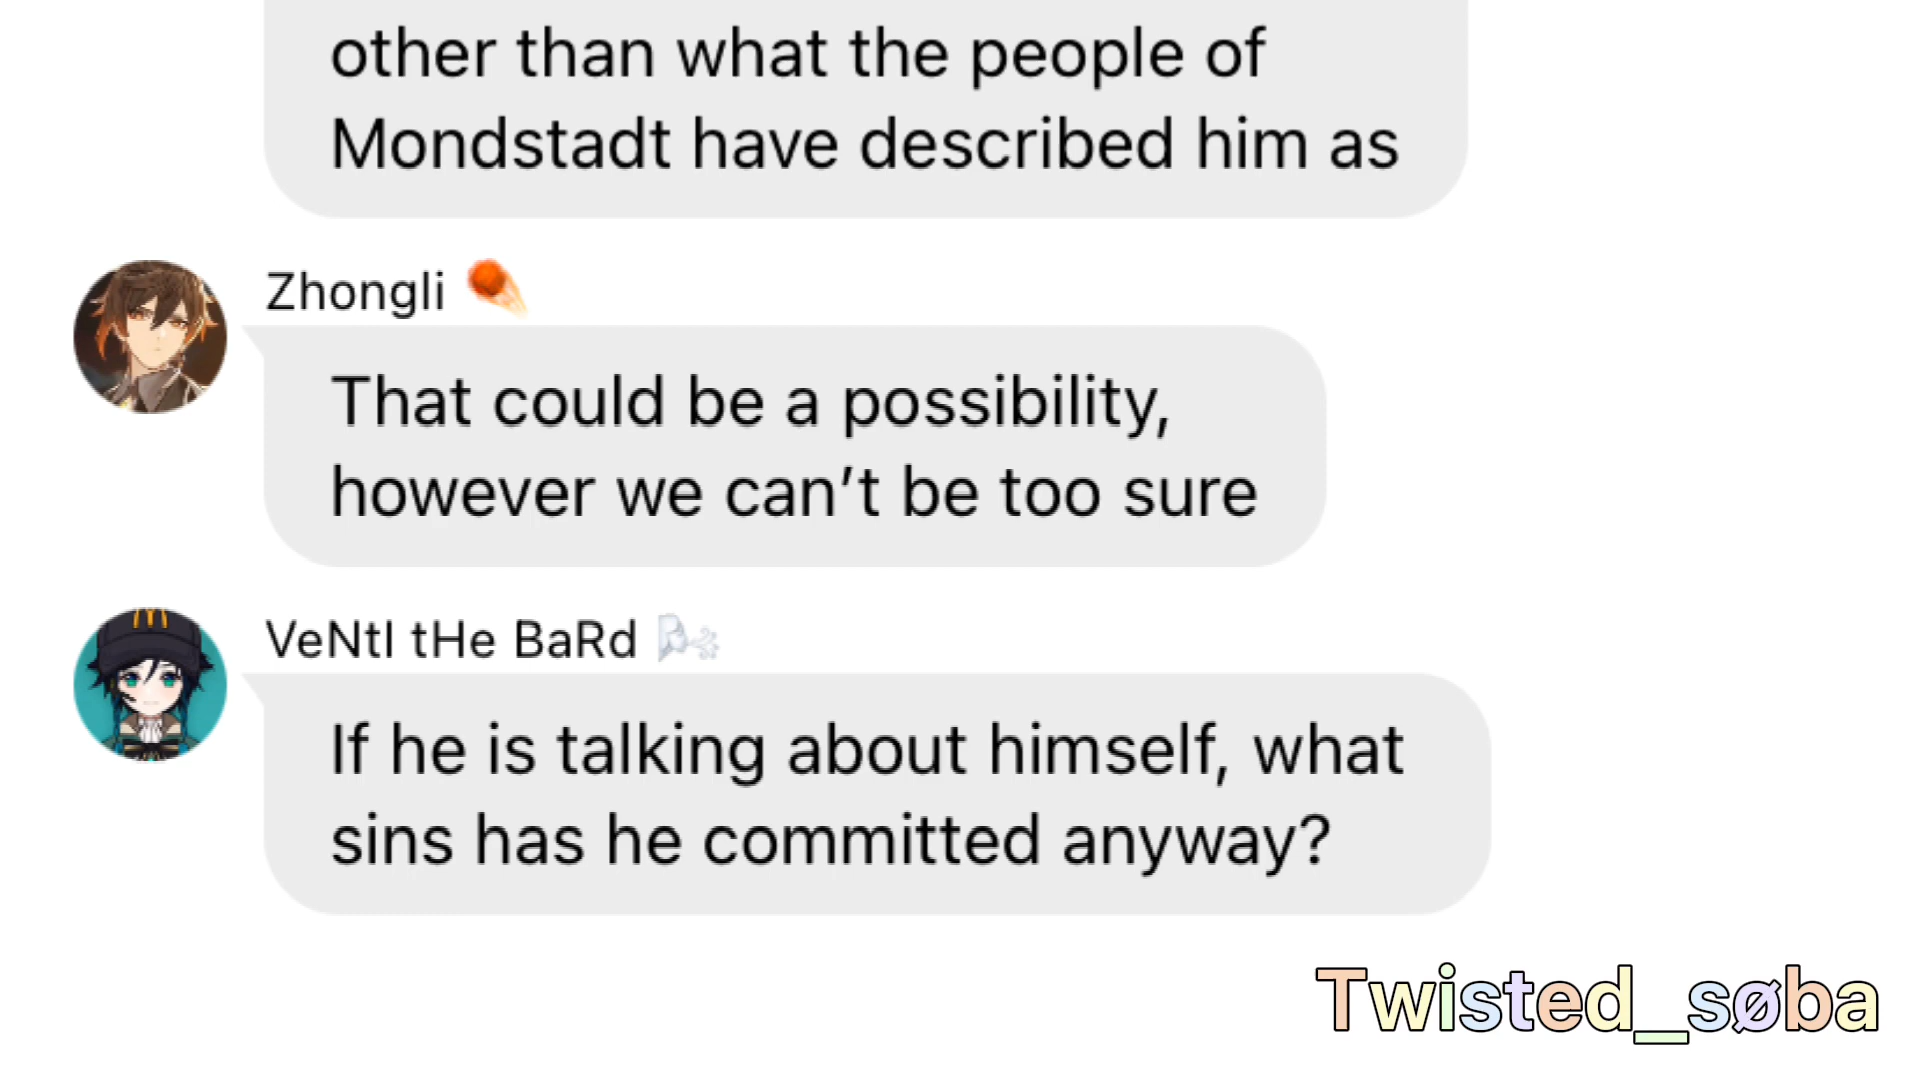 other than what the people of
Mondstadt have described him as
Zhongli ☄️
That could be a possibility,
however we can’t be too sure
VeNtI tHe BaRd 🌬️
If he is talking about himself, what
sins has he committed anyway?
Twisted_søba